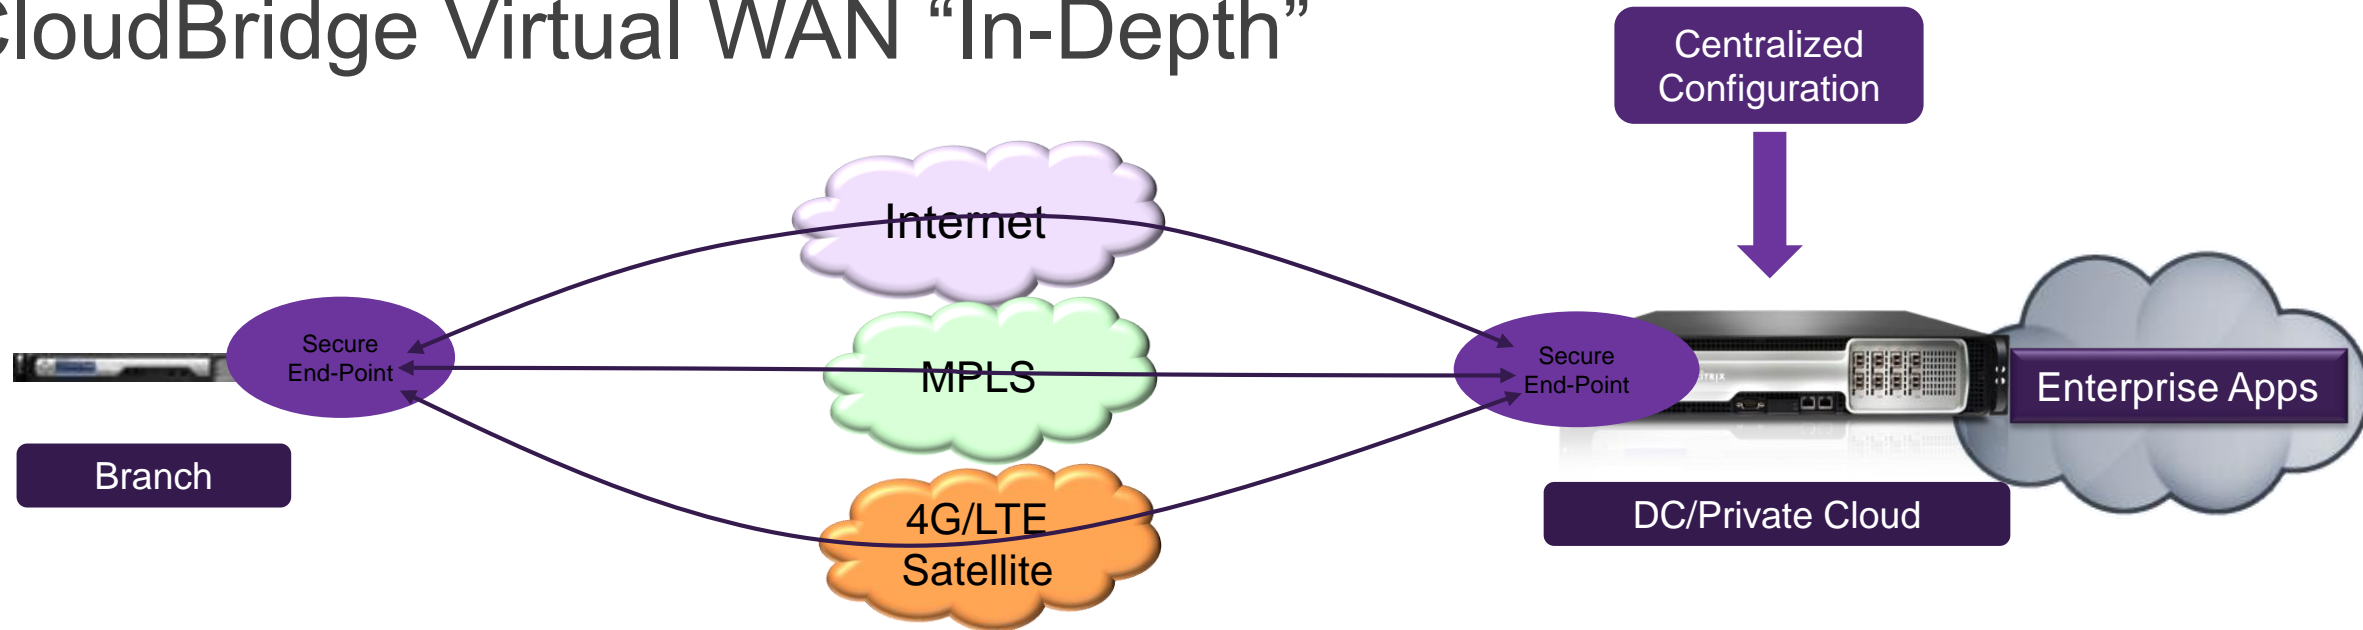 CloudBridge Virtual WAN “In-Depth”
Centralized
Configuration
Internet
Secure
End-Point
MPLS
Secure
End-Point
Enterprise Apps
Branch
4G/LTE
Satellite
DC/Private Cloud